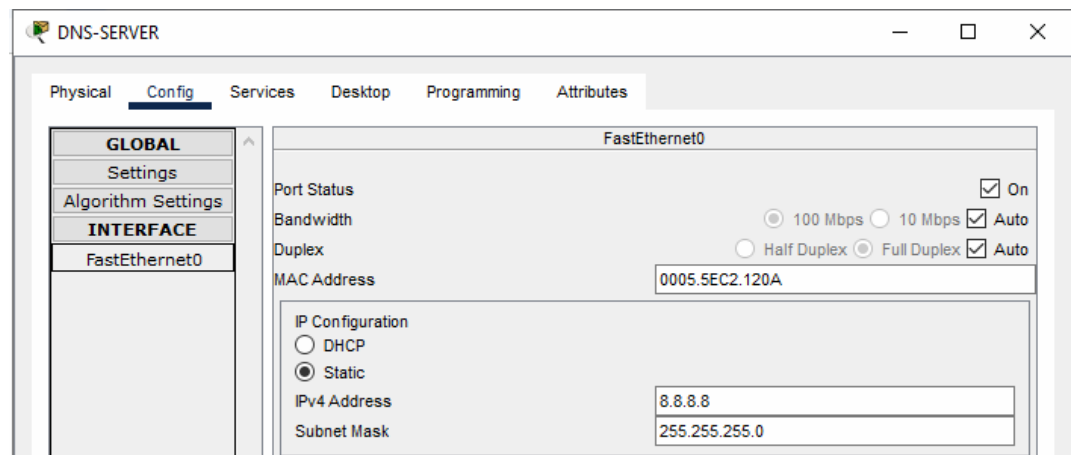 DNS-SERVER
Physical Config Services Desktop Programming Attributes
GLOBAL
Settings
Algorithm Settings
INTERFACE
FastEthernet0
FastEthernet0
Port Status On
Bandwidth 100 Mbps 10 Mbps Auto
Duplex Half Duplex Full Duplex Auto
MAC Address 0005.5EC2.120A
IP Configuration
DHCP
Static
IPv4 Address 8.8.8.8
Subnet Mask 255.255.255.0